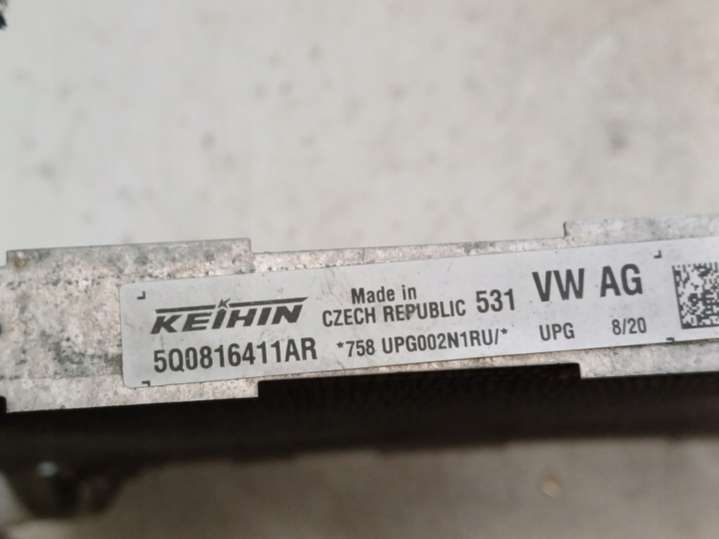 KEIHIN Made in CZECH REPUBLIC 531 VW AG
5Q0816411AR *758 UPG002N1RU/* UPG 8/20